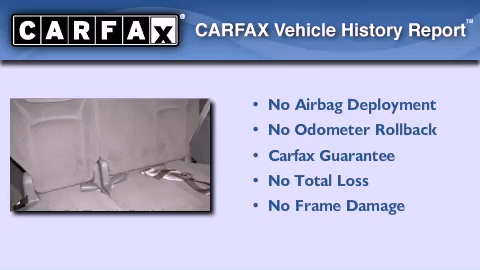 CARFAX® CARFAX Vehicle History Report™
• No Airbag Deployment
• No Odometer Rollback
• Carfax Guarantee
• No Total Loss
• No Frame Damage